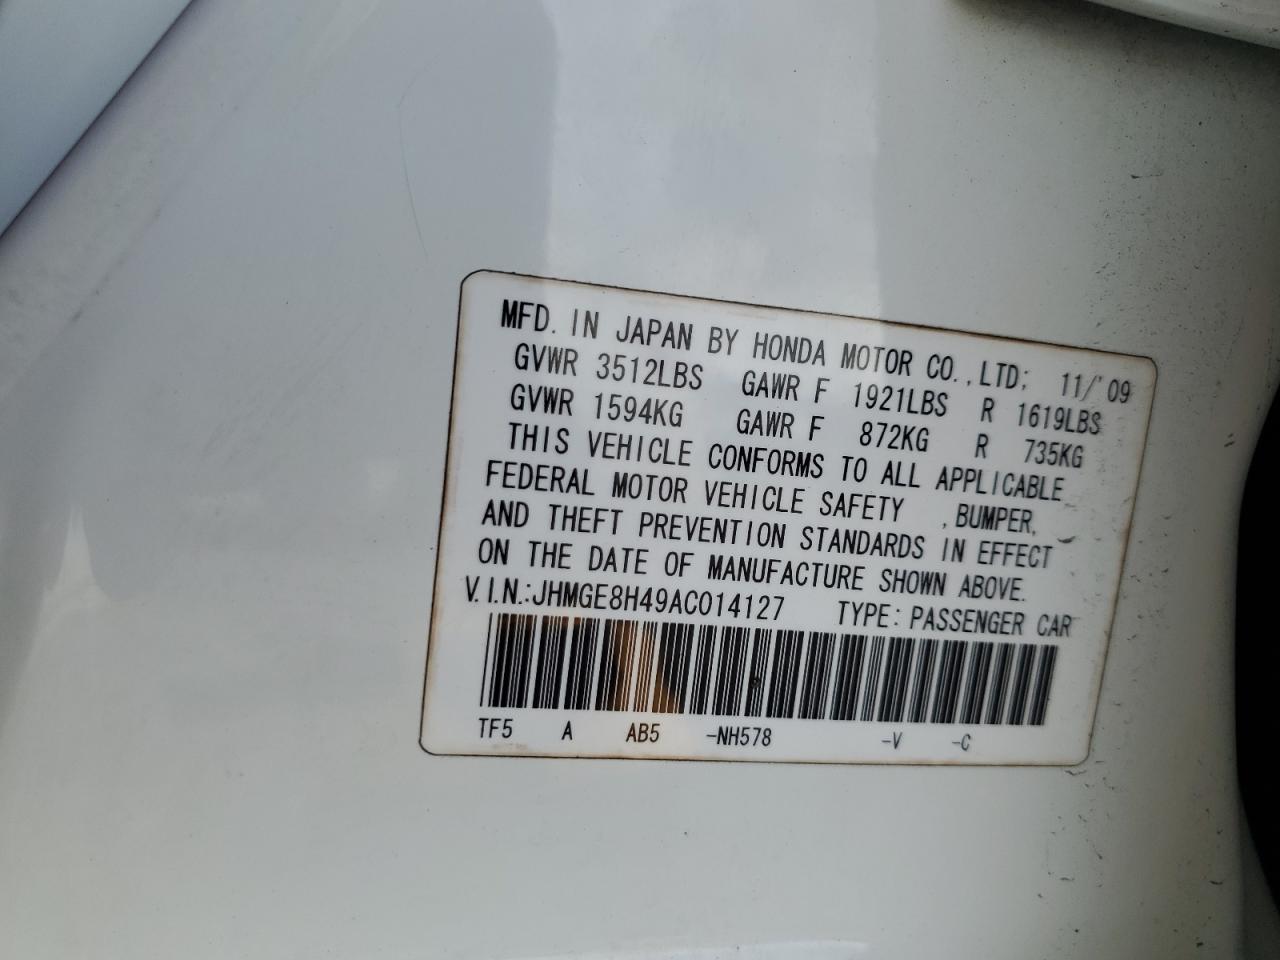 MFD. IN JAPAN BY HONDA MOTOR CO.,LTD; 11/'09
GVWR 3512LBS GAWR F 1921LBS R 1619LBS
GVWR 1594KG GAWR F 872KG R 735KG
THIS VEHICLE CONFORMS TO ALL APPLICABLE
FEDERAL MOTOR VEHICLE SAFETY ,BUMPER,
AND THEFT PREVENTION STANDARDS IN EFFECT
ON THE DATE OF MANUFACTURE SHOWN ABOVE.
V.I.N.:JHMGE8H49AC014127 TYPE: PASSENGER CAR
TF5 A AB5 -NH578 -V -C